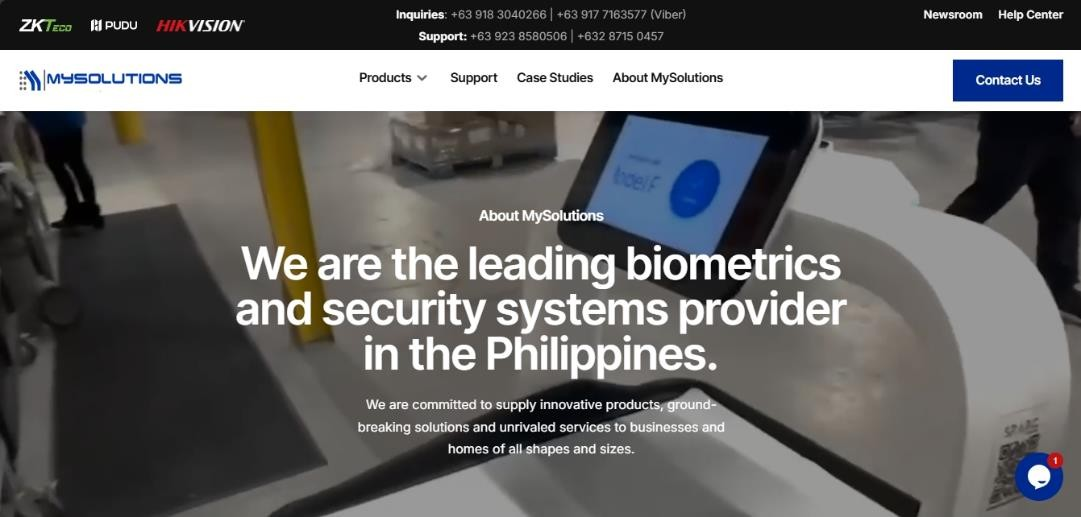 ZKTECO
PUDU
HIKVISION
Inquiries: +63 918 3040266 | +63 917 7163577 (Viber)
Support: +63 923 8580506 | +632 8715 0457
Newsroom
Help Center
MYSOLUTIONS
Products
Support
Case Studies
About MySolutions
Contact Us
About MySolutions
We are the leading biometrics
and security systems provider
in the Philippines.
We are committed to supply innovative products, ground-
breaking solutions and unrivaled services to businesses and
homes of all shapes and sizes.
1